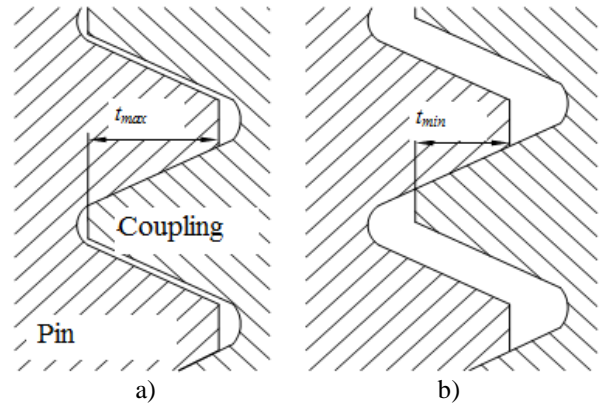 t_max
t_min
Coupling
Pin
a)
b)